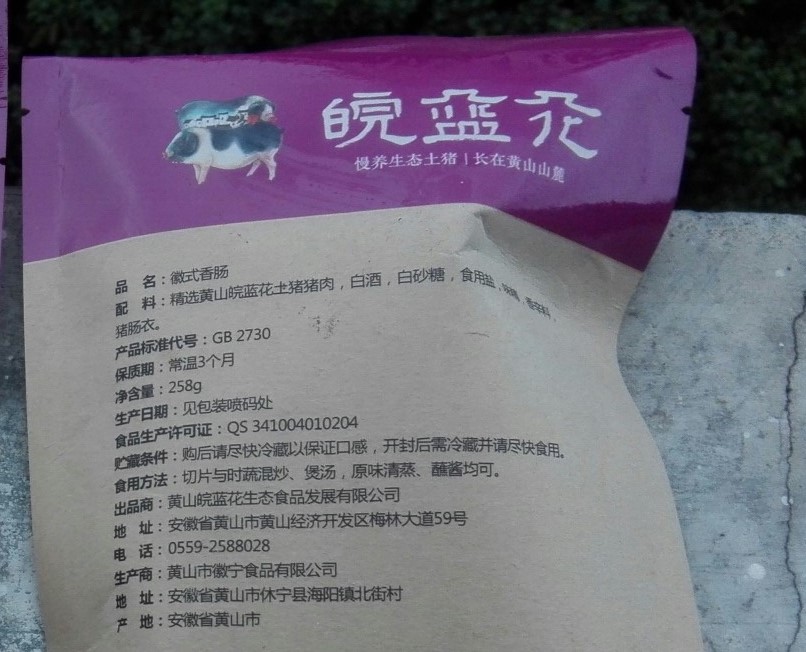 皖蓝花
慢养生态土猪 | 长在黄山山麓
品 名：徽式香肠
配 料：精选黄山皖蓝花土猪猪肉，白酒，白砂糖，食用盐，味精，香辛料，
猪肠衣。
产品标准代号：GB 2730
保质期：常温3个月
净含量：258g
生产日期：见包装喷码处
食品生产许可证：QS 341004010204
贮藏条件：购后请尽快冷藏以保证口感，开封后需冷藏并请尽快食用。
食用方法：切片与时蔬混炒、煲汤，原味清蒸、蘸酱均可。
出品商：黄山皖蓝花生态食品发展有限公司
地 址：安徽省黄山市黄山经济开发区梅林大道59号
电 话：0559-2588028
生产商：黄山市徽宁食品有限公司
地 址：安徽省黄山市休宁县海阳镇北街村
产 地：安徽省黄山市